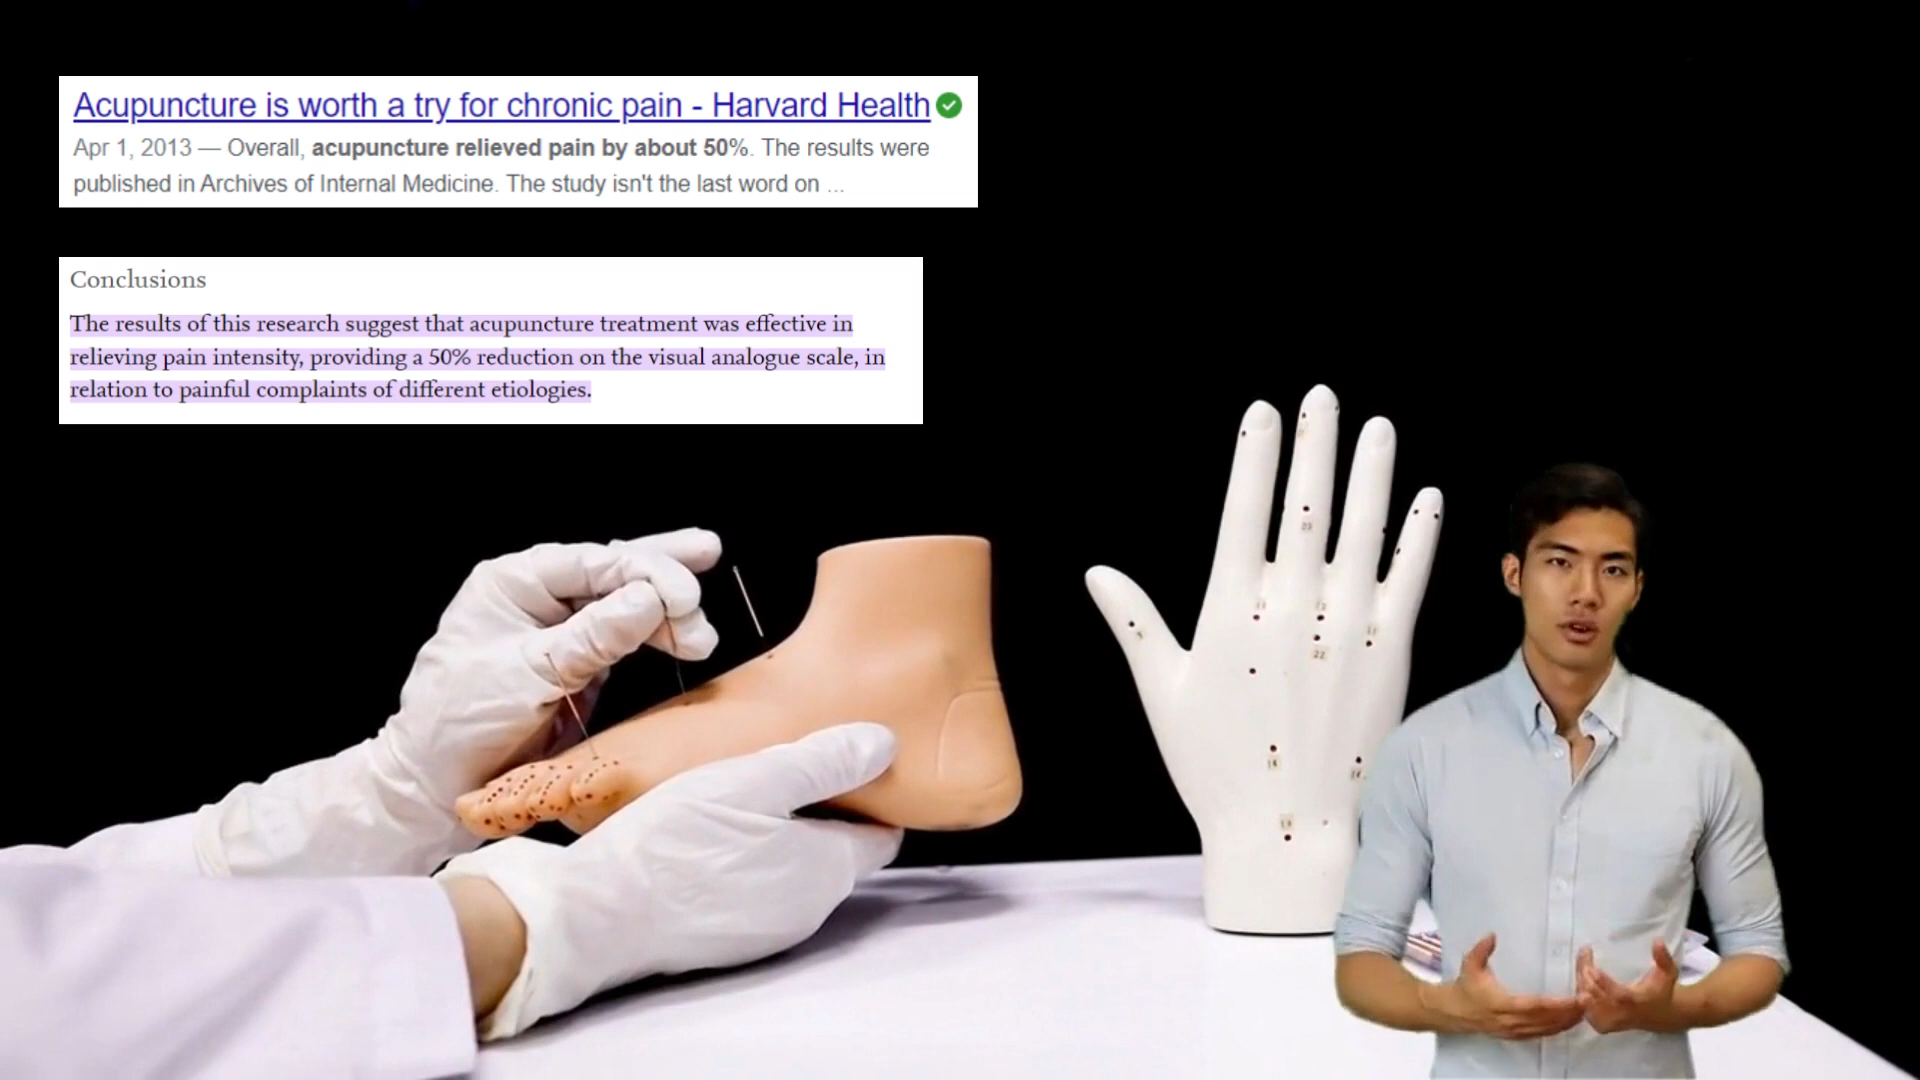 Acupuncture is worth a try for chronic pain - Harvard Health
Apr 1, 2013 — Overall, acupuncture relieved pain by about 50%. The results were
published in Archives of Internal Medicine. The study isn't the last word on ...
Conclusions
The results of this research suggest that acupuncture treatment was effective in
relieving pain intensity, providing a 50% reduction on the visual analogue scale, in
relation to painful complaints of different etiologies.
22